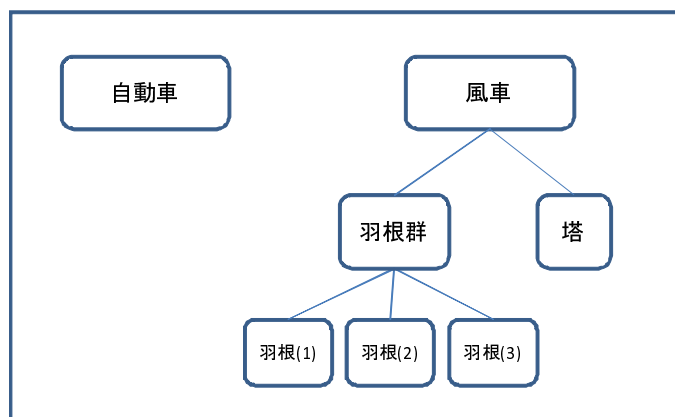 自動車
風車
羽根群
塔
羽根(1)
羽根(2)
羽根(3)